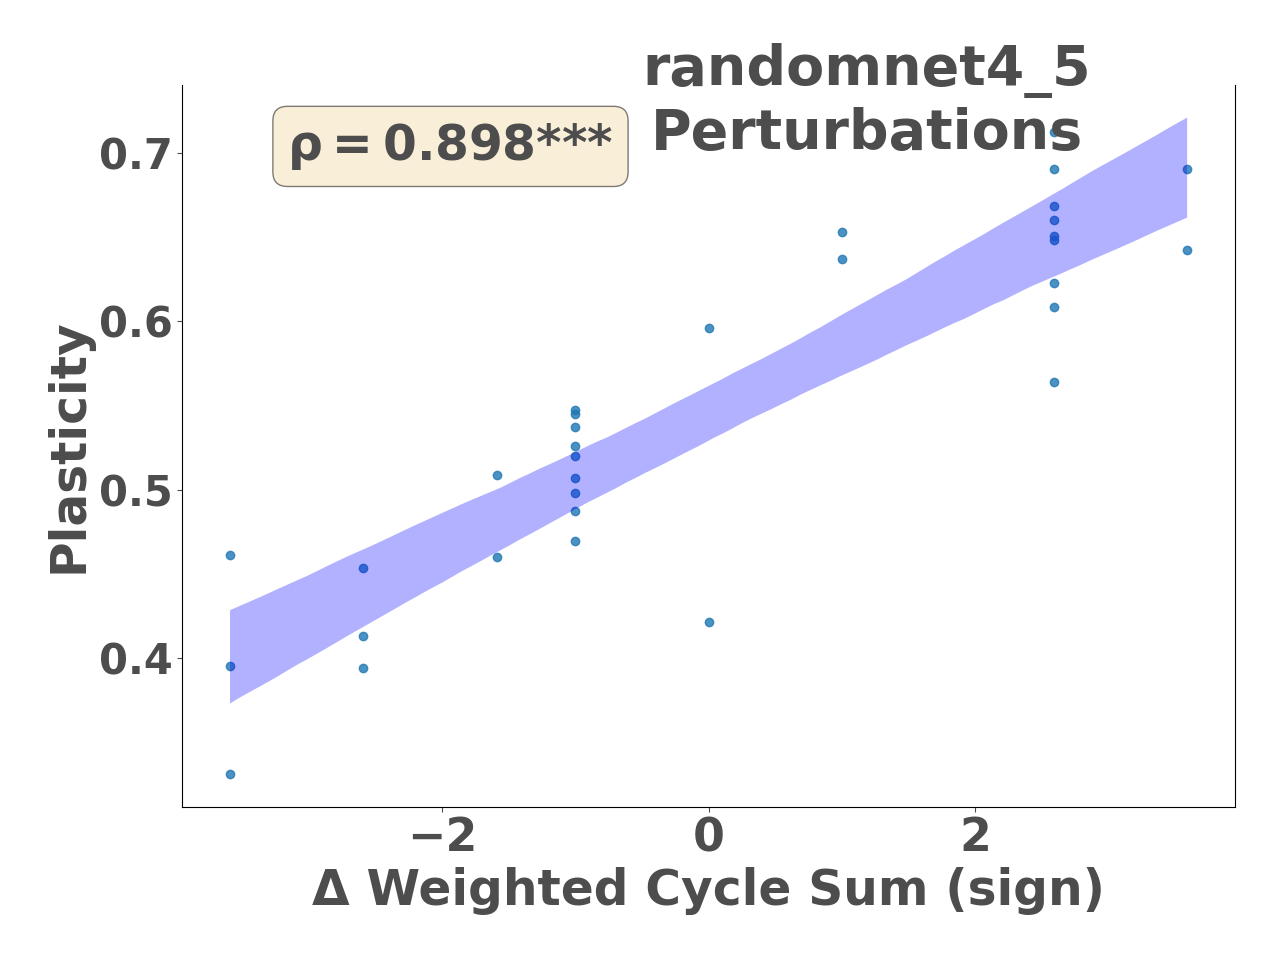 randomnet4_5
Perturbations
ρ = 0.898***
0.7
0.6
0.5
0.4
Plasticity
−2 0 2
Δ Weighted Cycle Sum (sign)